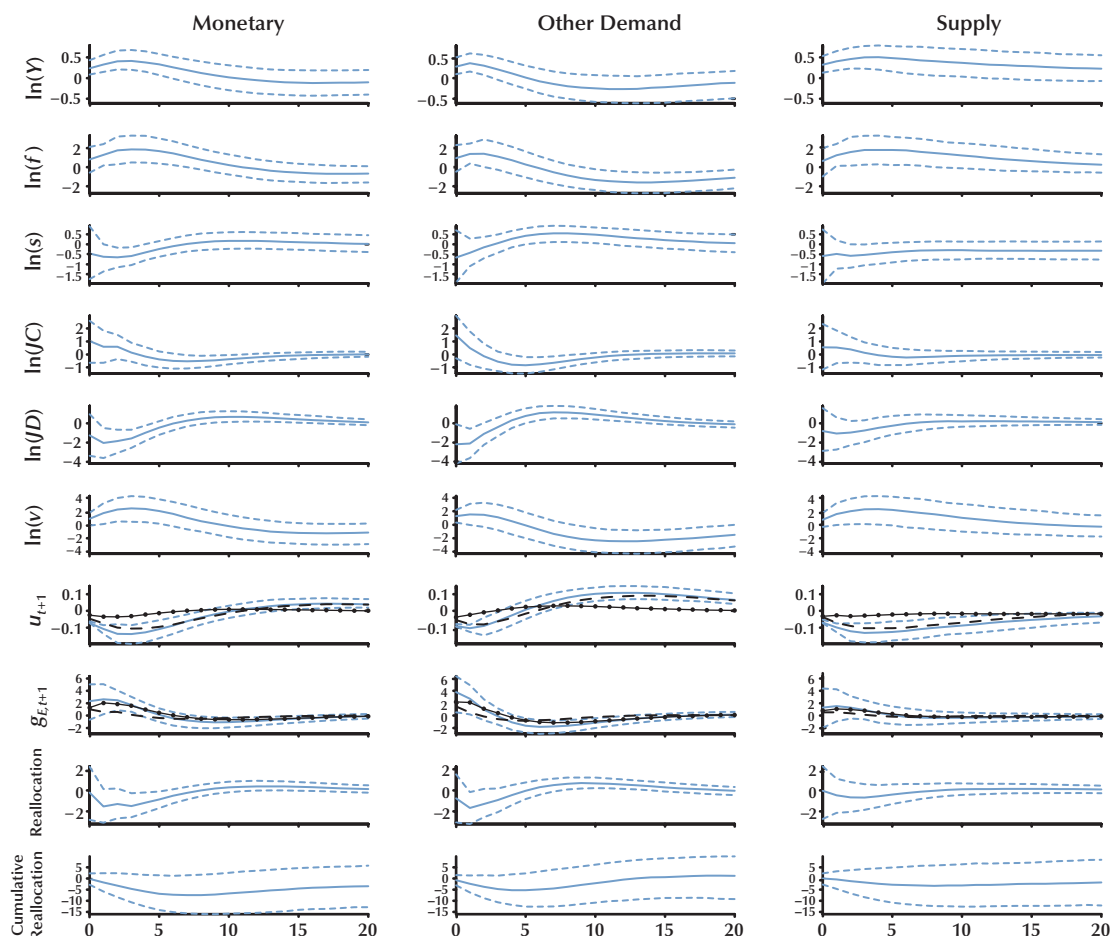 Monetary Other Demand Supply
ln(Y) 0.5 0 −0.5 0.5 0 −0.5 0.5 0 −0.5
ln(f) 2 0 −2 2 0 −2 2 0 −2
ln(s) 0.5 0 −0.5 −1 −1.5 0.5 0 −0.5 −1 −1.5 0.5 0 −0.5 −1 −1.5
ln(JC) 2 1 0 −1 2 1 0 −1 2 1 0 −1
ln(JD) 0 −2 −4 0 −2 −4 0 −2 −4
ln(v) 4 2 0 −2 −4 4 2 0 −2 −4 4 2 0 −2 −4
u_{t+1} 0.1 0 −0.1 0.1 0 −0.1 0.1 0 −0.1
g_{E,t+1} 6 4 2 0 −2 6 4 2 0 −2 6 4 2 0 −2
Reallocation 2 0 −2 2 0 −2 2 0 −2
Cumulative Reallocation 5 0 −5 −10 −15 5 0 −5 −10 −15 5 0 −5 −10 −15
0 5 10 15 20 0 5 10 15 20 0 5 10 15 20